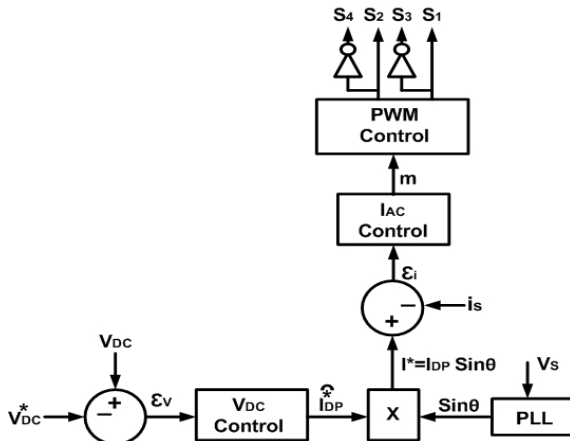 S4 S2 S3 S1
PWM
Control
m
IAC
Control
εi
− is
+
I*=IDP Sinθ
VDC VS
+
VDC* − εV VDC
Control I*DP X Sinθ PLL